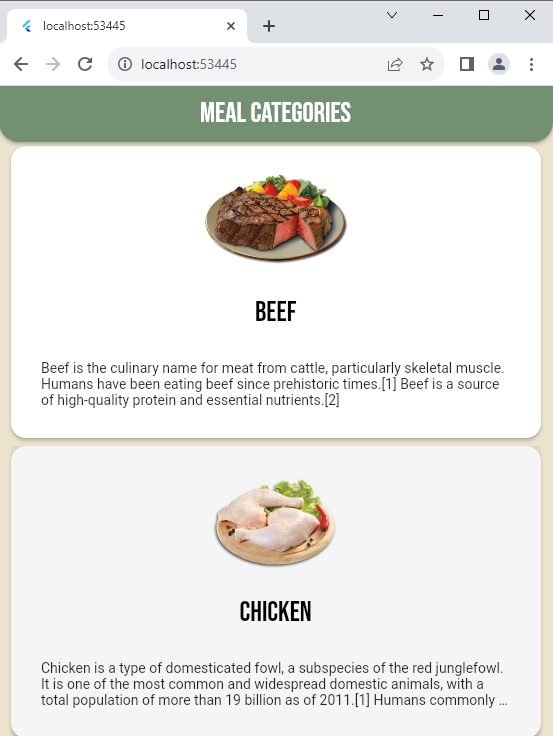 localhost:53445
localhost:53445
MEAL CATEGORIES
BEEF
Beef is the culinary name for meat from cattle, particularly skeletal muscle.
Humans have been eating beef since prehistoric times.[1] Beef is a source
of high-quality protein and essential nutrients.[2]
CHICKEN
Chicken is a type of domesticated fowl, a subspecies of the red junglefowl.
It is one of the most common and widespread domestic animals, with a
total population of more than 19 billion as of 2011.[1] Humans commonly ...